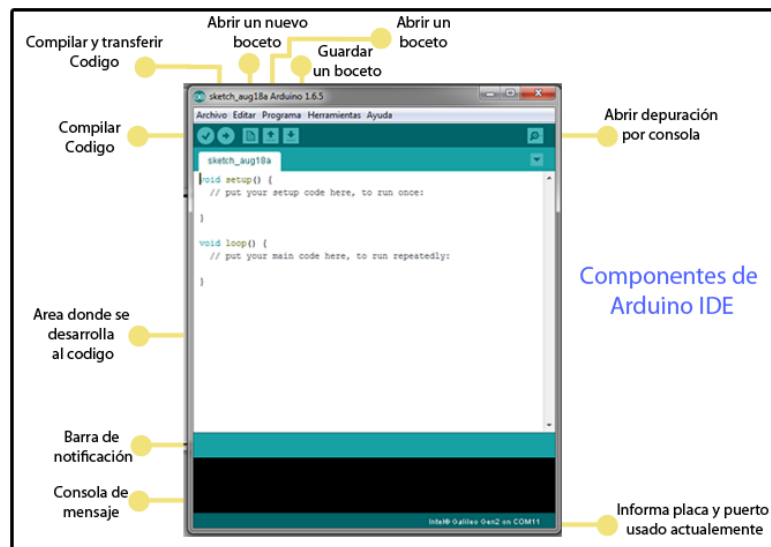 Abrir un nuevo
boceto
Abrir un
boceto
Compilar y transferir
Codigo
Guardar
un boceto
sketch_aug18a Arduino 1.6.5
Archivo Editar Programa Herramientas Ayuda
Compilar
Codigo
Abrir depuración
por consola
sketch_aug18a
void setup() {
// put your setup code here, to run once:
}
void loop() {
// put your main code here, to run repeatedly:
}
Componentes de
Arduino IDE
Area donde se
desarrolla
al codigo
Barra de
notificación
Consola de
mensaje
Intel® Galileo Gen2 on COM11
Informa placa y puerto
usado actualemente